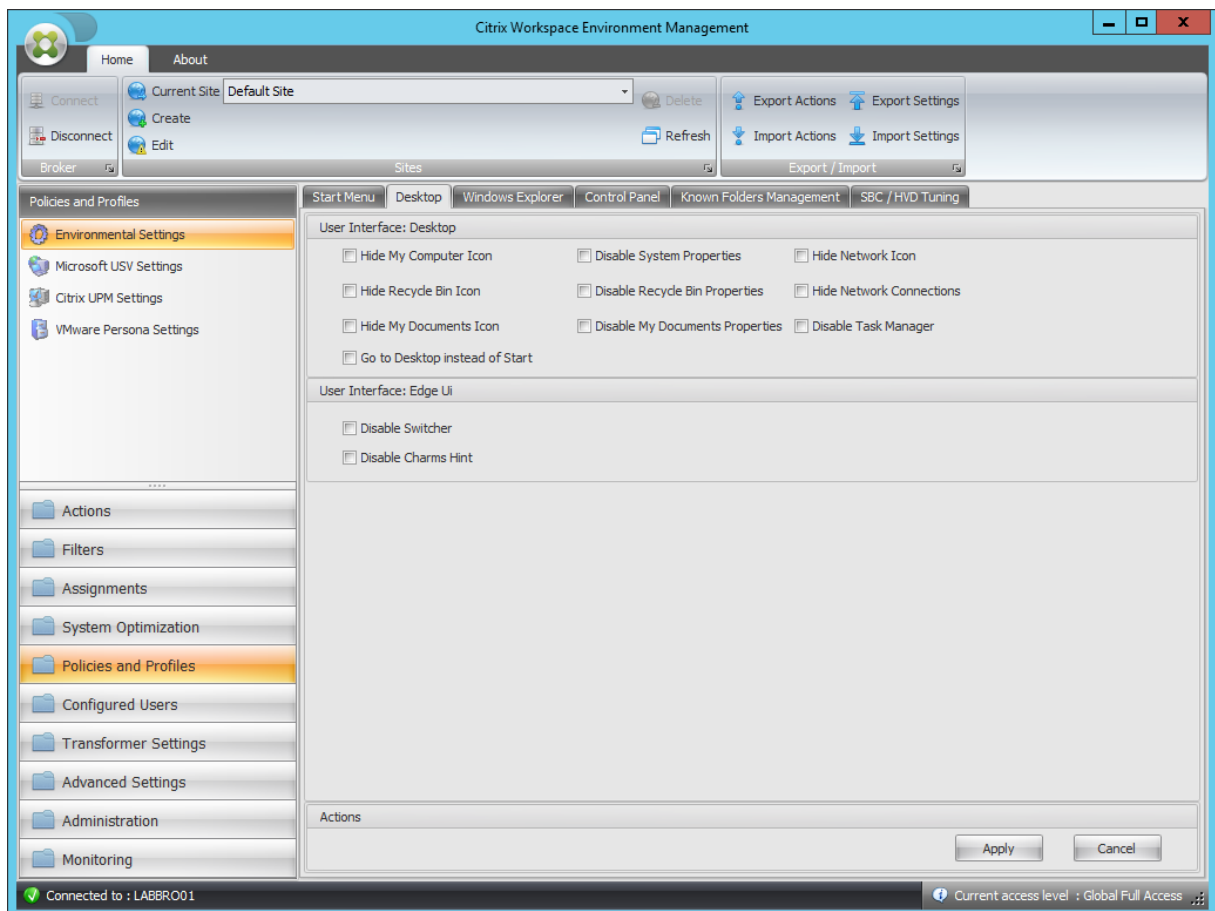 Citrix Workspace Environment Management
Home About
Connect
Disconnect
Broker
Current Site Default Site
Create
Edit
Delete
Refresh
Sites
Export Actions Export Settings
Import Actions Import Settings
Export / Import
Policies and Profiles
Environmental Settings
Microsoft USV Settings
Citrix UPM Settings
VMware Persona Settings
Actions
Filters
Assignments
System Optimization
Policies and Profiles
Configured Users
Transformer Settings
Advanced Settings
Administration
Monitoring
Start Menu Desktop Windows Explorer Control Panel Known Folders Management SBC / HVD Tuning
User Interface: Desktop
Hide My Computer Icon Disable System Properties Hide Network Icon
Hide Recycle Bin Icon Disable Recycle Bin Properties Hide Network Connections
Hide My Documents Icon Disable My Documents Properties Disable Task Manager
Go to Desktop instead of Start
User Interface: Edge Ui
Disable Switcher
Disable Charms Hint
Actions
Apply Cancel
Connected to : LABBRO01
Current access level : Global Full Access